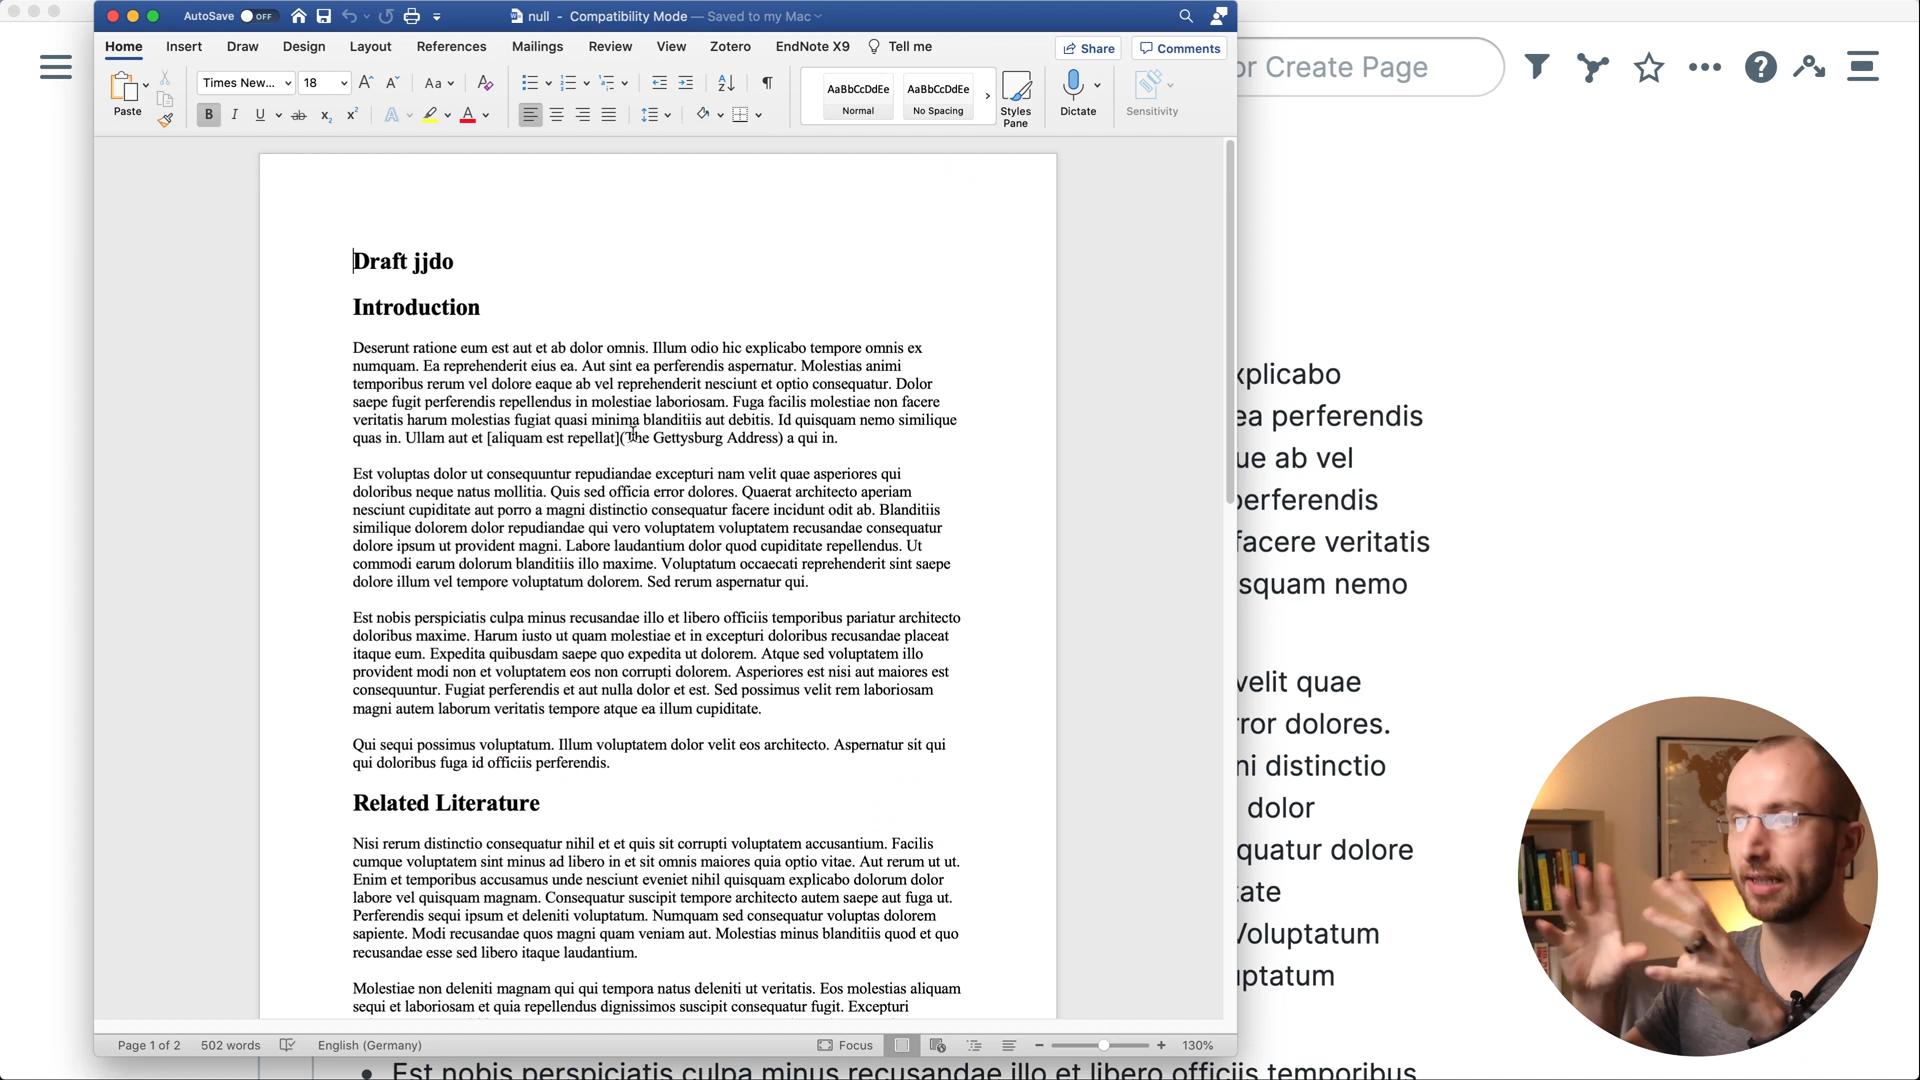 AutoSave OFF
null - Compatibility Mode — Saved to my Mac
Home Insert Draw Design Layout References Mailings Review View Zotero EndNote X9 Tell me
Share Comments
or Create Page
Paste
Times New... 18
Aa
AaBbCcDdEe
Normal
AaBbCcDdEe
No Spacing
Styles
Pane
Dictate
Sensitivity
Draft jjdo
Introduction
Deserunt ratione eum est aut et ab dolor omnis. Illum odio hic explicabo tempore omnis ex
numquam. Ea reprehenderit eius ea. Aut sint ea perferendis aspernatur. Molestias animi
temporibus rerum vel dolore eaque ab vel reprehenderit nesciunt et optio consequatur. Dolor
saepe fugit perferendis repellendus in molestiae laboriosam. Fuga facilis molestiae non facere
veritatis harum molestias fugiat quasi minima blanditiis aut debitis. Id quisquam nemo similique
quas in. Ullam aut et [aliquam est repellat](The Gettysburg Address) a qui in.
Est voluptas dolor ut consequuntur repudiandae excepturi nam velit quae asperiores qui
doloribus neque natus mollitia. Quis sed officia error dolores. Quaerat architecto aperiam
nesciunt cupiditate aut porro a magni distinctio consequatur facere incidunt odit ab. Blanditiis
similique dolorem dolor repudiandae qui vero voluptatem voluptatem recusandae consequatur
dolore ipsum ut provident magni. Labore laudantium dolor quod cupiditate repellendus. Ut
commodi earum dolorum blanditiis illo maxime. Voluptatum occaecati reprehenderit sint saepe
dolore illum vel tempore voluptatum dolorem. Sed rerum aspernatur qui.
Est nobis perspiciatis culpa minus recusandae illo et libero officiis temporibus pariatur architecto
doloribus maxime. Harum iusto ut quam molestiae et in excepturi doloribus recusandae placeat
itaque eum. Expedita quibusdam saepe quo expedita ut dolorem. Atque sed voluptatem illo
provident modi non et voluptatem eos non corrupti dolorem. Asperiores est nisi aut maiores est
consequuntur. Fugiat perferendis et aut nulla dolor et est. Sed possimus velit rem laboriosam
magni autem laborum veritatis tempore atque ea illum cupiditate.
Qui sequi possimus voluptatum. Illum voluptatem dolor velit eos architecto. Aspernatur sit qui
qui doloribus fuga id officiis perferendis.
Related Literature
Nisi rerum distinctio consequatur nihil et et quis sit corrupti voluptatem accusantium. Facilis
cumque voluptatem sint minus ad libero in et sit omnis maiores quia optio vitae. Aut rerum ut ut.
Enim et temporibus accusamus unde nesciunt eveniet nihil quisquam explicabo dolorum dolor
labore vel quisquam magnam. Consequatur suscipit tempore architecto autem saepe aut fuga ut.
Perferendis sequi ipsum et deleniti voluptatum. Numquam sed consequatur voluptas dolorem
sapiente. Modi recusandae quos magni quam veniam aut. Molestias minus blanditiis quod et quo
recusandae esse sed libero itaque laudantium.
Molestiae non deleniti magnam qui qui tempora natus deleniti ut veritatis. Eos molestias aliquam
sequi et laboriosam et quia repellendus dignissimos suscipit consequatur fugit. Excepturi
xplicabo
ea perferendis
ue ab vel
perferendis
facere veritatis
squam nemo
velit quae
rror dolores.
ni distinctio
dolor
quatur dolore
tate
Voluptatum
uptatum
Page 1 of 2 502 words English (Germany) Focus 130%
Est nobis perspiciatis culpa minus recusandae illo et libero officiis temporibus